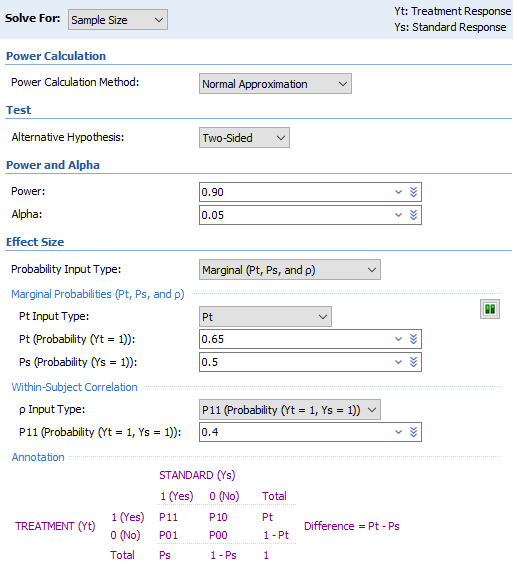 Solve For: Sample Size
Yt: Treatment Response
Ys: Standard Response
Power Calculation
Power Calculation Method: Normal Approximation
Test
Alternative Hypothesis: Two-Sided
Power and Alpha
Power: 0.90
Alpha: 0.05
Effect Size
Probability Input Type: Marginal (Pt, Ps, and ρ)
Marginal Probabilities (Pt, Ps, and ρ)
Pt Input Type: Pt
Pt (Probability (Yt = 1)): 0.65
Ps (Probability (Ys = 1)): 0.5
Within-Subject Correlation
ρ Input Type: P11 (Probability (Yt = 1, Ys = 1))
P11 (Probability (Yt = 1, Ys = 1)): 0.4
Annotation
STANDARD (Ys)
1 (Yes) 0 (No) Total
TREATMENT (Yt) 1 (Yes) P11 P10 Pt Difference = Pt - Ps
0 (No) P01 P00 1 - Pt
Total Ps 1 - Ps 1